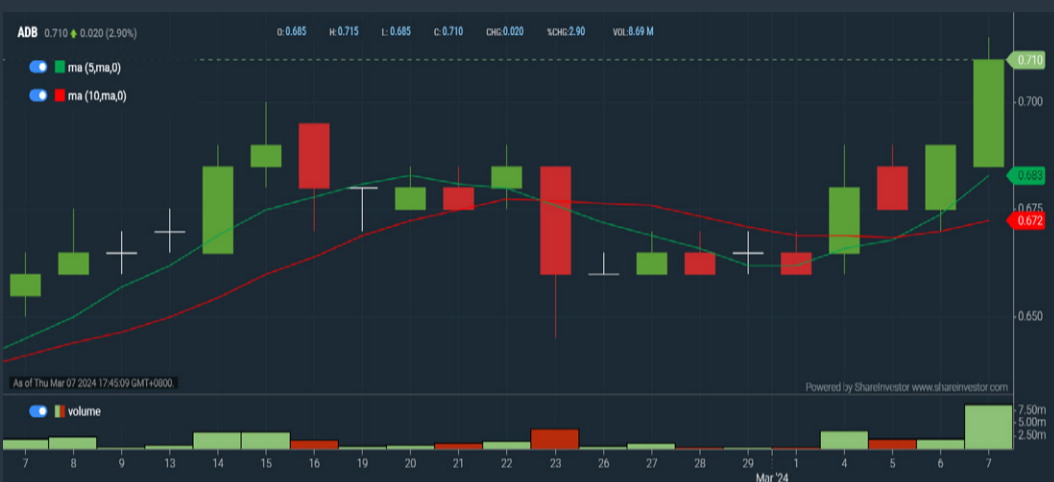 ADB 0.710 0.020 (2.90%) O: 0.685 H: 0.715 L: 0.685 C: 0.710 CHG: 0.020 %CHG: 2.90 VOL: 8.69 M
ma (5,ma,0)
ma (10,ma,0)
0.710
0.700
0.683
0.675
0.672
0.650
As of Thu Mar 07 2024 17:45:09 GMT+0800.
Powered by ShareInvestor www.shareinvestor.com
volume
7.50m
5.00m
2.50m
7 8 9 13 14 15 16 19 20 21 22 23 26 27 28 29 1 4 5 6 7
Mar '24